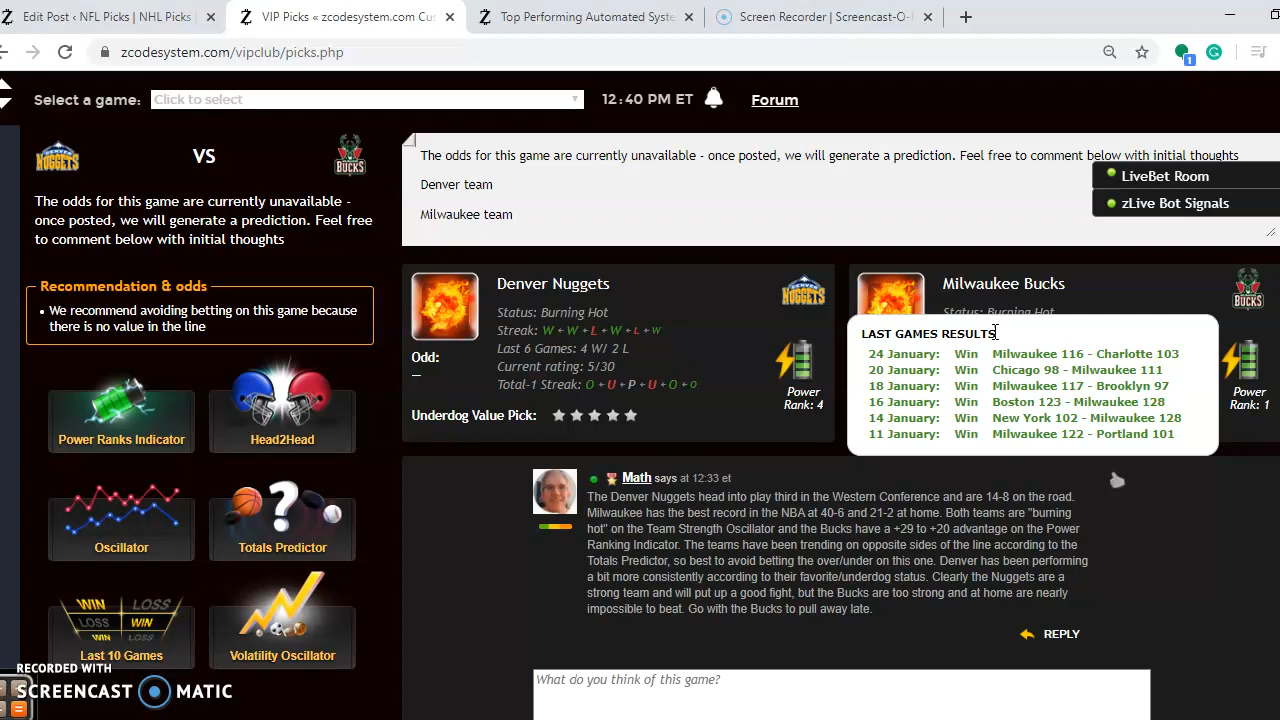 Edit Post ‹ NFL Picks | NHL Picks
VIP Picks « zcodesystem.com Cus
Top Performing Automated Syste
Screen Recorder | Screencast-O-M
zcodesystem.com/vipclub/picks.php
1
Select a game:
Click to select
12:40 PM ET
Forum
NUGGETS
VS
BUCKS
The odds for this game are currently unavailable -
once posted, we will generate a prediction. Feel free
to comment below with initial thoughts
Recommendation & odds
• We recommend avoiding betting on this game because
there is no value in the line
Power Ranks Indicator
Head2Head
Oscillator
Totals Predictor
WIN LOSS
LOSS WIN
WIN LOSS
Last 10 Games
Volatility Oscillator
RECORDED WITH
SCREENCAST MATIC
The odds for this game are currently unavailable - once posted, we will generate a prediction. Feel free to comment below with initial thoughts
Denver team
Milwaukee team
LiveBet Room
zLive Bot Signals
Denver Nuggets
NUGGETS
Status: Burning Hot
Streak: W + W + L + W + L + W
Last 6 Games: 4 W/ 2 L
Current rating: 5/30
Total-1 Streak: O + U + P + U + O + O
Odd:
—
Power
Rank: 4
Underdog Value Pick:
Milwaukee Bucks
BUCKS
Status: Burning Hot
Power
Rank: 1
LAST GAMES RESULTS
24 January: Win Milwaukee 116 - Charlotte 103
20 January: Win Chicago 98 - Milwaukee 111
18 January: Win Milwaukee 117 - Brooklyn 97
16 January: Win Boston 123 - Milwaukee 128
14 January: Win New York 102 - Milwaukee 128
11 January: Win Milwaukee 122 - Portland 101
Math says at 12:33 et
The Denver Nuggets head into play third in the Western Conference and are 14-8 on the road.
Milwaukee has the best record in the NBA at 40-6 and 21-2 at home. Both teams are "burning
hot" on the Team Strength Oscillator and the Bucks have a +29 to +20 advantage on the Power
Ranking Indicator. The teams have been trending on opposite sides of the line according to the
Totals Predictor, so best to avoid betting the over/under on this one. Denver has been performing
a bit more consistently according to their favorite/underdog status. Clearly the Nuggets are a
strong team and will put up a good fight, but the Bucks are too strong and at home are nearly
impossible to beat. Go with the Bucks to pull away late.
REPLY
What do you think of this game?